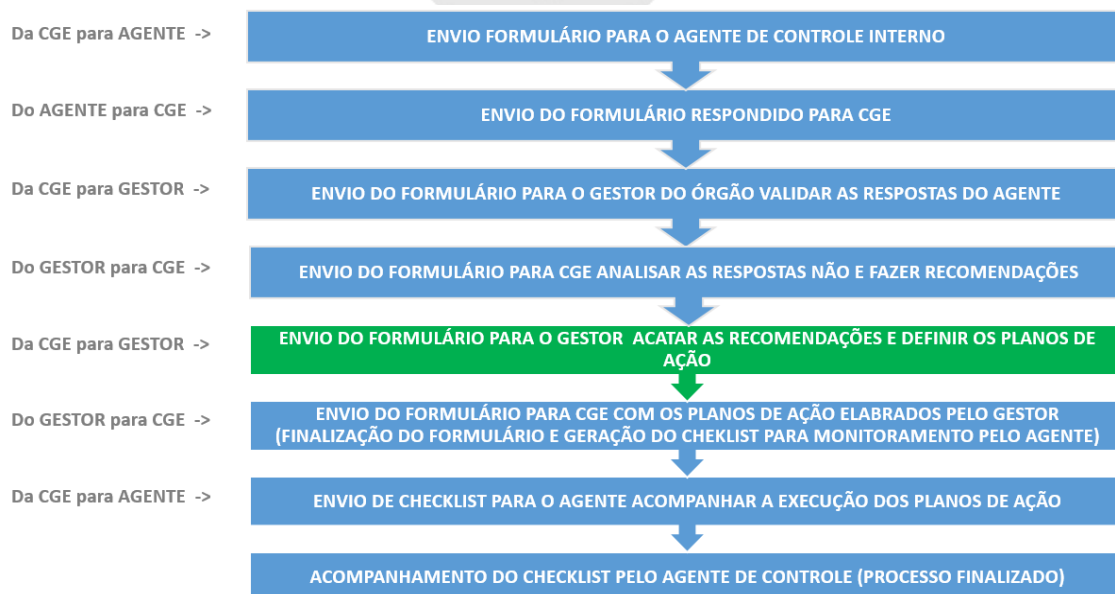 Da CGE para AGENTE ->
ENVIO FORMULÁRIO PARA O AGENTE DE CONTROLE INTERNO
Do AGENTE para CGE ->
ENVIO DO FORMULÁRIO RESPONDIDO PARA CGE
Da CGE para GESTOR ->
ENVIO DO FORMULÁRIO PARA O GESTOR DO ÓRGÃO VALIDAR AS RESPOSTAS DO AGENTE
Do GESTOR para CGE ->
ENVIO DO FORMULÁRIO PARA CGE ANALISAR AS RESPOSTAS NÃO E FAZER RECOMENDAÇÕES
Da CGE para GESTOR ->
ENVIO DO FORMULÁRIO PARA O GESTOR ACATAR AS RECOMENDAÇÕES E DEFINIR OS PLANOS DE
AÇÃO
Do GESTOR para CGE ->
ENVIO DO FORMULÁRIO PARA CGE COM OS PLANOS DE AÇÃO ELABRADOS PELO GESTOR
(FINALIZAÇÃO DO FORMULÁRIO E GERAÇÃO DO CHEKLIST PARA MONITORAMENTO PELO AGENTE)
Da CGE para AGENTE ->
ENVIO DE CHECKLIST PARA O AGENTE ACOMPANHAR A EXECUÇÃO DOS PLANOS DE AÇÃO
ACOMPANHAMENTO DO CHECKLIST PELO AGENTE DE CONTROLE (PROCESSO FINALIZADO)